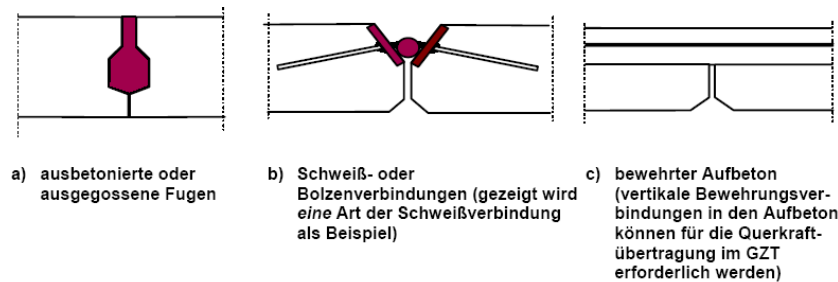 a) ausbetonierte oder
ausgegossene Fugen
b) Schweiß- oder
Bolzenverbindungen (gezeigt wird
eine Art der Schweißverbindung
als Beispiel)
c) bewehrter Aufbeton
(vertikale Bewehrungsver-
bindungen in den Aufbeton
können für die Querkraft-
übertragung im GZT
erforderlich werden)